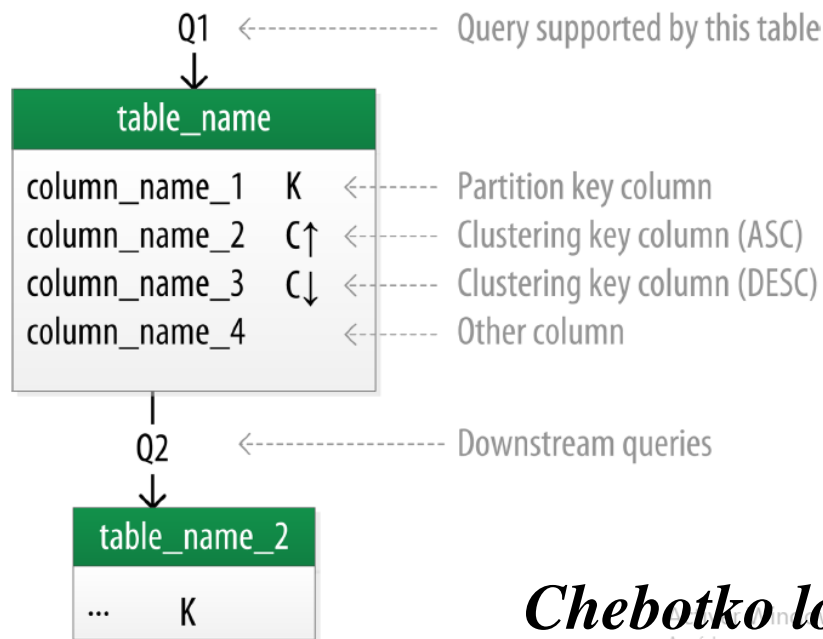 Q1 Query supported by this table
table_name
column_name_1 K Partition key column
column_name_2 C↑ Clustering key column (ASC)
column_name_3 C↓ Clustering key column (DESC)
column_name_4 Other column
Q2 Downstream queries
table_name_2
... K
Chebotko lo